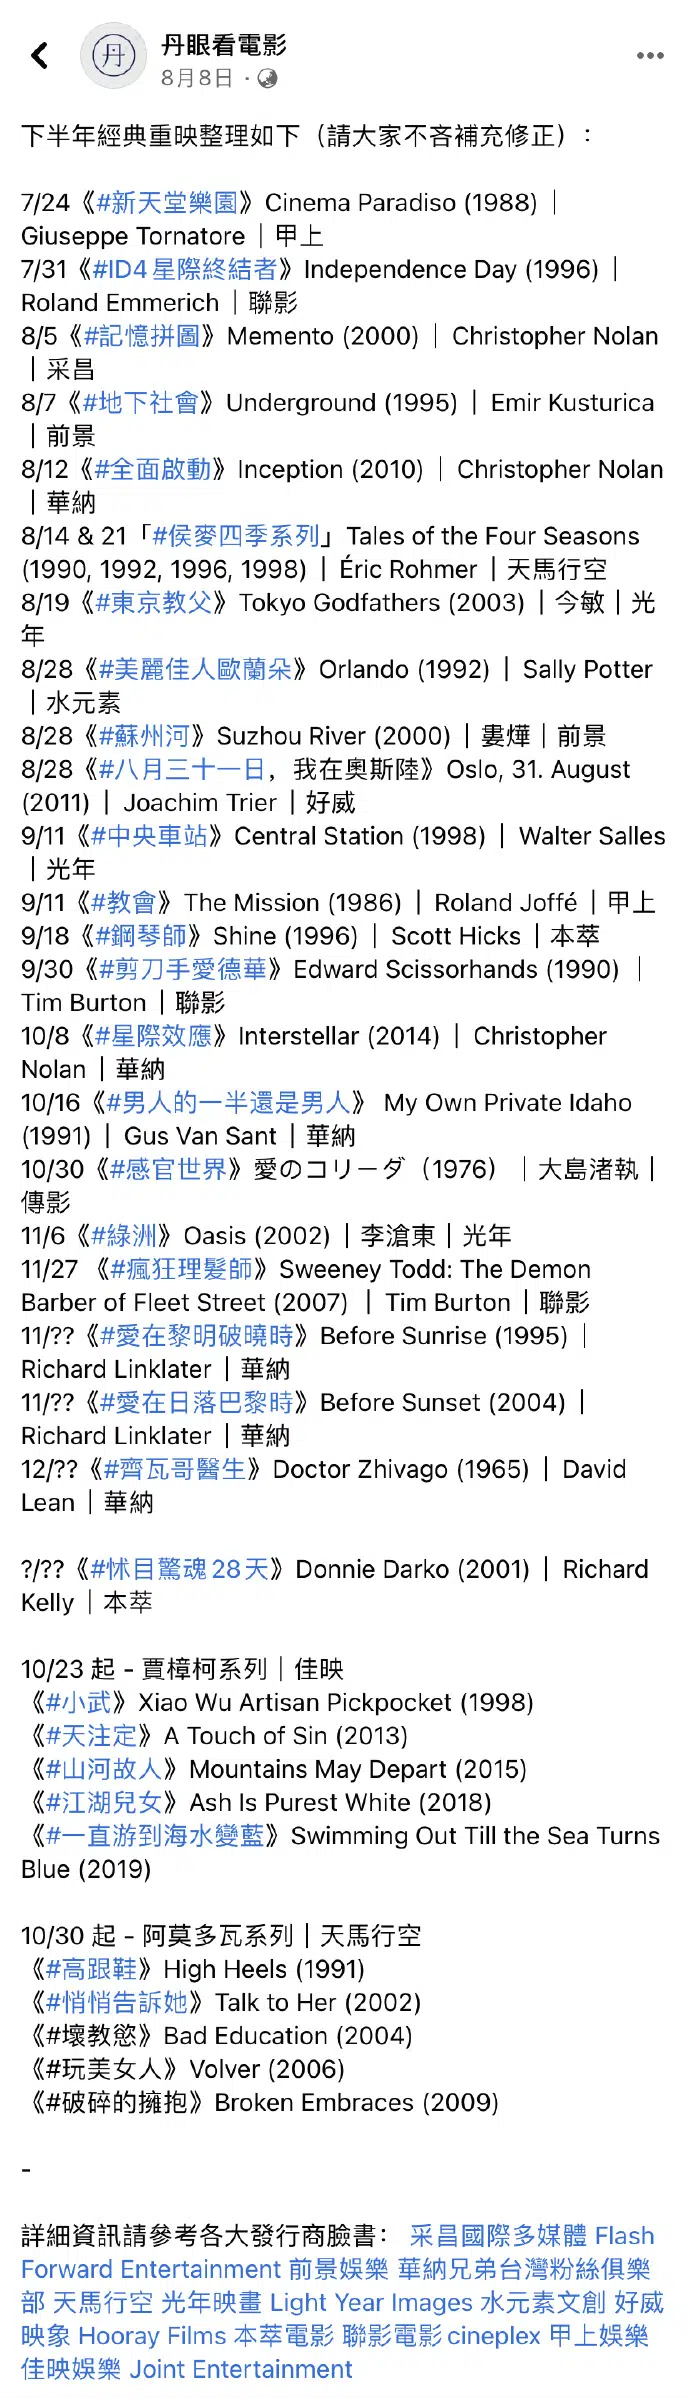 丹
丹眼看電影
8月8日 ·
下半年經典重映整理如下（請大家不吝補充修正）：
7/24《#新天堂樂園》Cinema Paradiso (1988)｜
Giuseppe Tornatore｜甲上
7/31《#ID4星際終結者》Independence Day (1996)｜
Roland Emmerich｜聯影
8/5《#記憶拼圖》Memento (2000)｜ Christopher Nolan
｜采昌
8/7《#地下社會》Underground (1995)｜ Emir Kusturica
｜前景
8/12《#全面啟動》Inception (2010)｜ Christopher Nolan
｜華納
8/14 & 21「#侯麥四季系列」Tales of the Four Seasons
(1990, 1992, 1996, 1998)｜ Éric Rohmer｜天馬行空
8/19《#東京教父》Tokyo Godfathers (2003)｜今敏｜光
年
8/28《#美麗佳人歐蘭朵》Orlando (1992)｜ Sally Potter
｜水元素
8/28《#蘇州河》Suzhou River (2000)｜婁燁｜前景
8/28《#八月三十一日，我在奧斯陸》Oslo, 31. August
(2011)｜ Joachim Trier｜好威
9/11《#中央車站》Central Station (1998)｜ Walter Salles
｜光年
9/11《#教會》The Mission (1986)｜ Roland Joffé｜甲上
9/18《#鋼琴師》Shine (1996)｜ Scott Hicks｜本萃
9/30《#剪刀手愛德華》Edward Scissorhands (1990)｜
Tim Burton｜聯影
10/8《#星際效應》Interstellar (2014)｜ Christopher
Nolan｜華納
10/16《#男人的一半還是男人》 My Own Private Idaho
(1991)｜ Gus Van Sant｜華納
10/30《#感官世界》愛のコリーダ（1976）｜大島渚執｜
傳影
11/6《#綠洲》Oasis (2002)｜李滄東｜光年
11/27 《#瘋狂理髮師》Sweeney Todd: The Demon
Barber of Fleet Street (2007) ｜ Tim Burton｜聯影
11/??《#愛在黎明破曉時》Before Sunrise (1995)｜
Richard Linklater｜華納
11/??《#愛在日落巴黎時》Before Sunset (2004)｜
Richard Linklater｜華納
12/??《#齊瓦哥醫生》Doctor Zhivago (1965)｜ David
Lean｜華納
?/??《#怵目驚魂28天》Donnie Darko (2001)｜ Richard
Kelly｜本萃
10/23 起 - 賈樟柯系列｜佳映
《#小武》Xiao Wu Artisan Pickpocket (1998)
《#天注定》A Touch of Sin (2013)
《#山河故人》Mountains May Depart (2015)
《#江湖兒女》Ash Is Purest White (2018)
《#一直游到海水變藍》Swimming Out Till the Sea Turns
Blue (2019)
10/30 起 - 阿莫多瓦系列｜天馬行空
《#高跟鞋》High Heels (1991)
《#悄悄告訴她》Talk to Her (2002)
《#壞教慾》Bad Education (2004)
《#玩美女人》Volver (2006)
《#破碎的擁抱》Broken Embraces (2009)
-
詳細資訊請參考各大發行商臉書： 采昌國際多媒體 Flash
Forward Entertainment 前景娛樂 華納兄弟台灣粉絲俱樂
部 天馬行空 光年映畫 Light Year Images 水元素文創 好威
映象 Hooray Films 本萃電影 聯影電影cineplex 甲上娛樂
佳映娛樂 Joint Entertainment